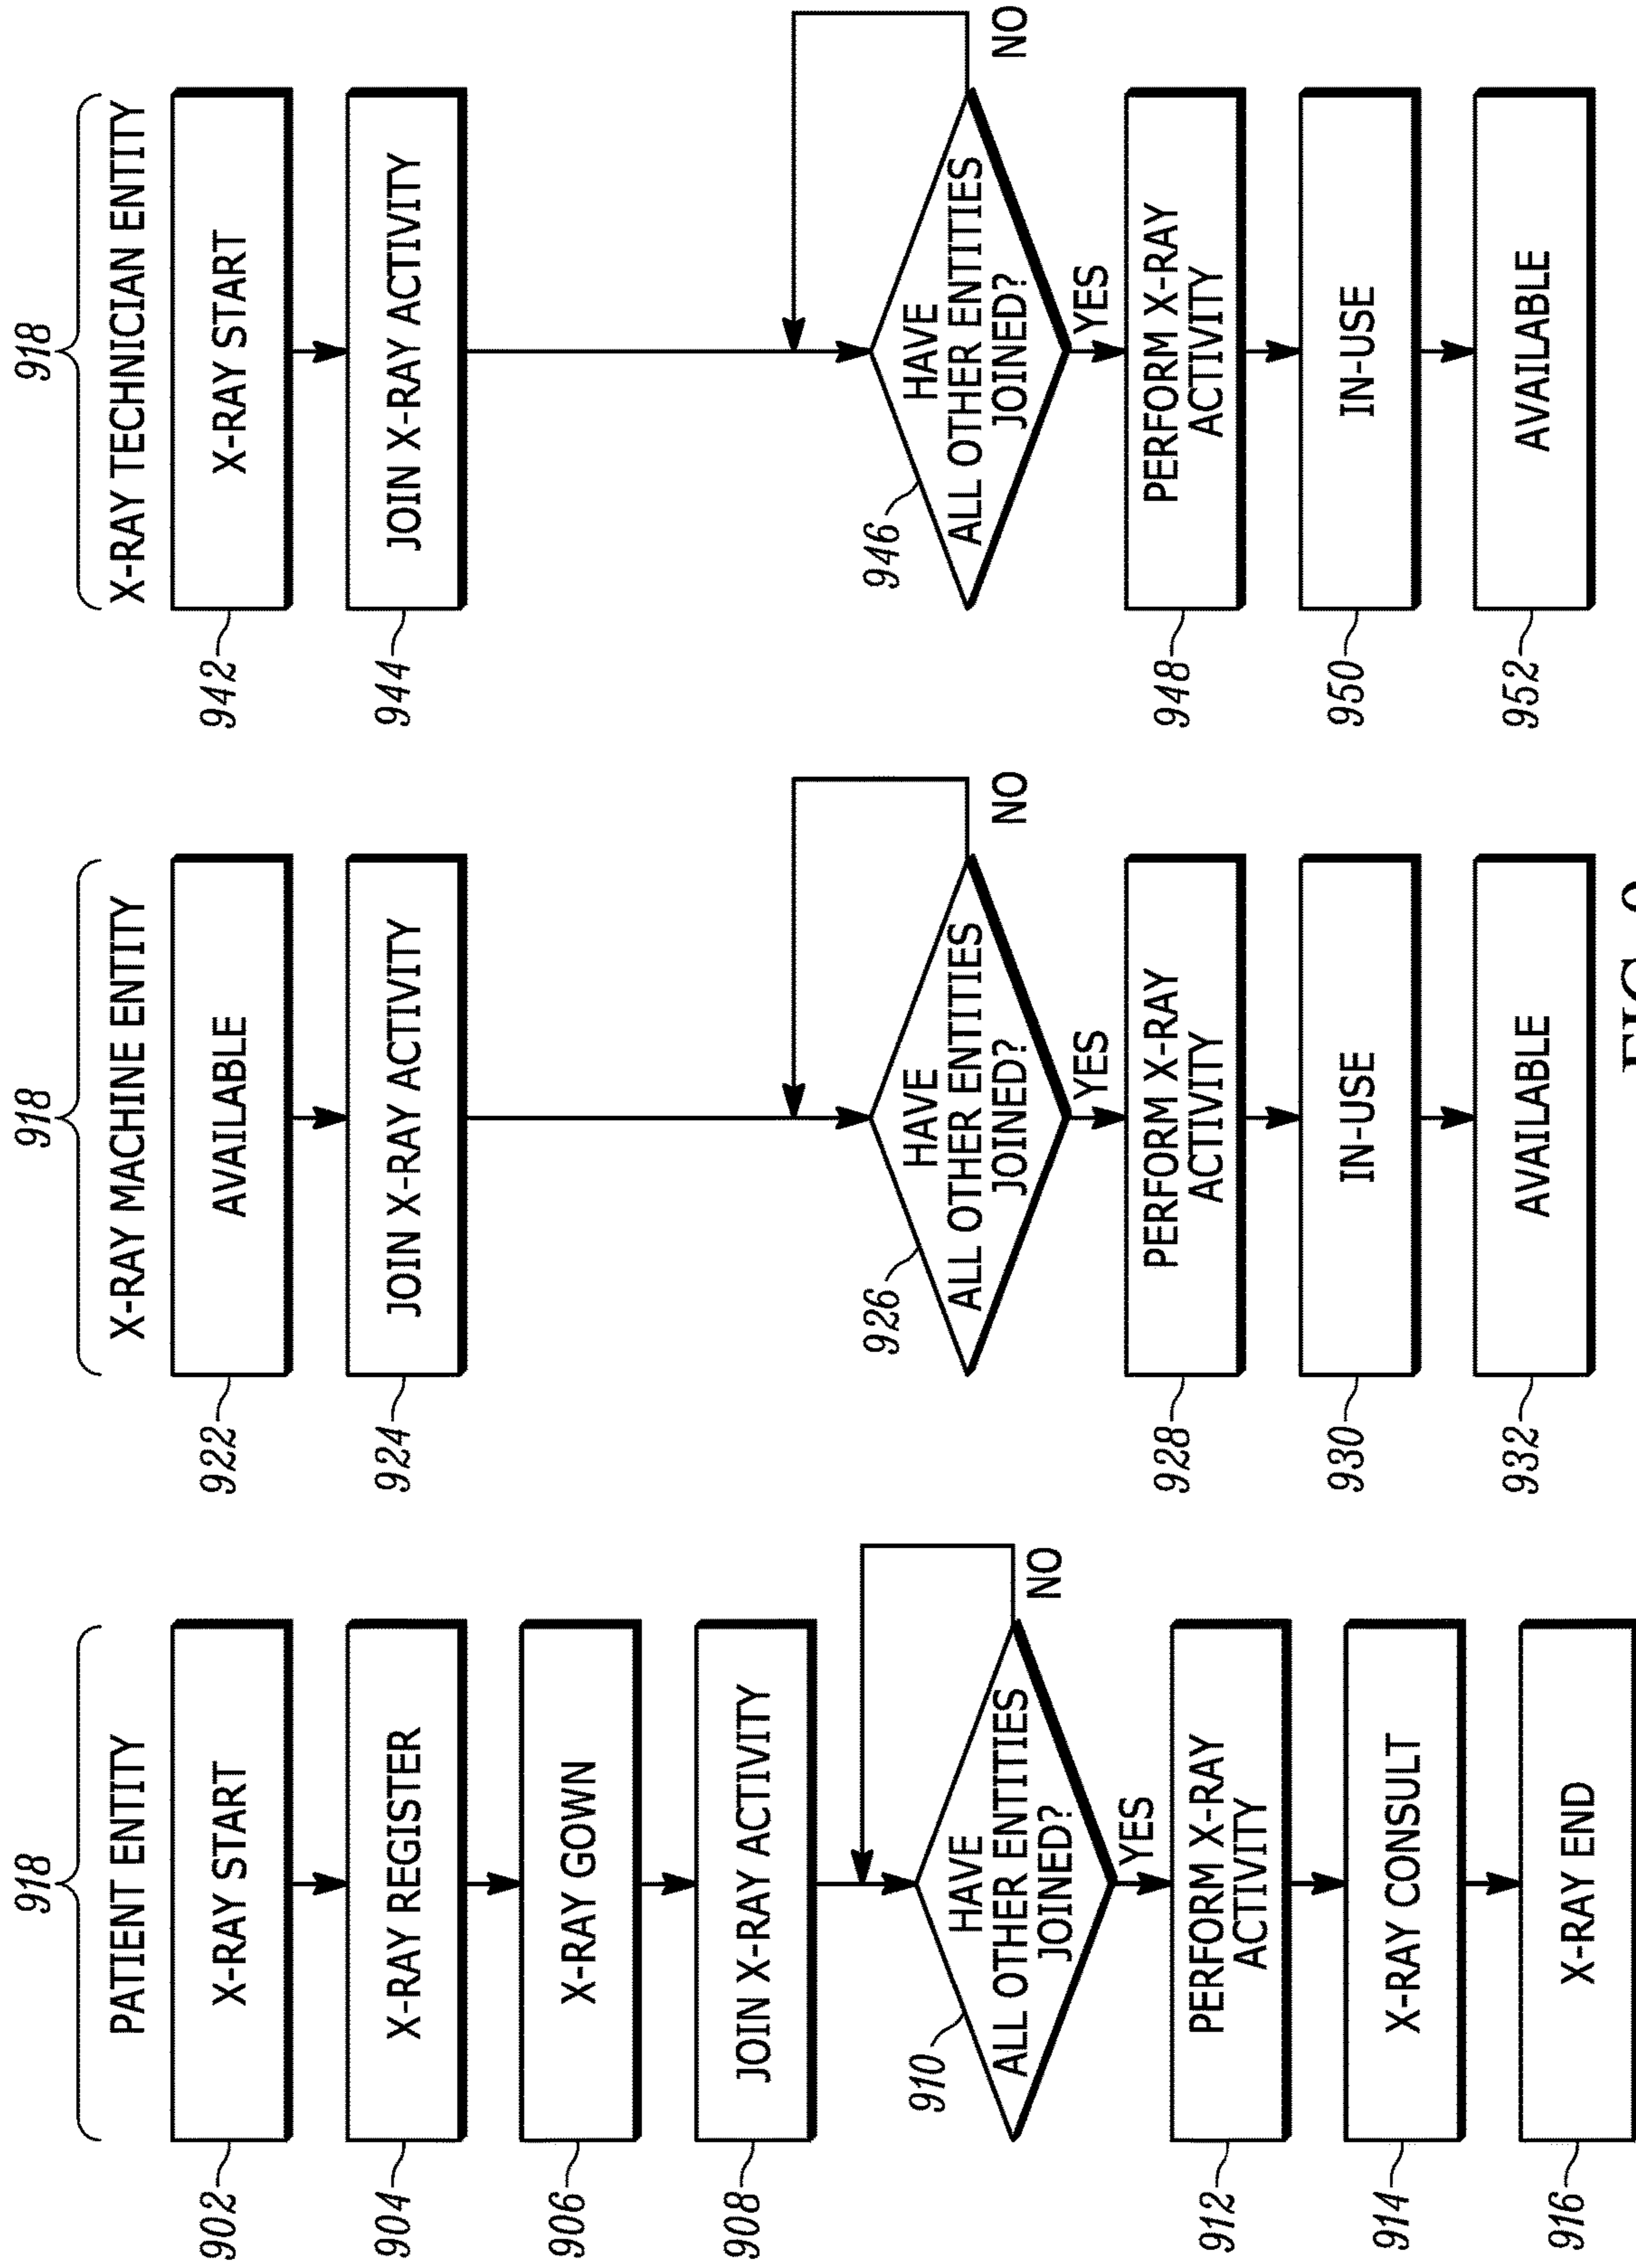 918
PATIENT ENTITY
902
X-RAY START
904
X-RAY REGISTER
906
X-RAY GOWN
908
JOIN X-RAY ACTIVITY
910
HAVE
ALL OTHER ENTITIES
JOINED?
NO
YES
912
PERFORM X-RAY
ACTIVITY
914
X-RAY CONSULT
916
X-RAY END
918
X-RAY MACHINE ENTITY
922
AVAILABLE
924
JOIN X-RAY ACTIVITY
926
HAVE
ALL OTHER ENTITIES
JOINED?
NO
YES
928
PERFORM X-RAY
ACTIVITY
930
IN-USE
932
AVAILABLE
918
X-RAY TECHNICIAN ENTITY
942
X-RAY START
944
JOIN X-RAY ACTIVITY
946
HAVE
ALL OTHER ENTITIES
JOINED?
NO
YES
948
PERFORM X-RAY
ACTIVITY
950
IN-USE
952
AVAILABLE